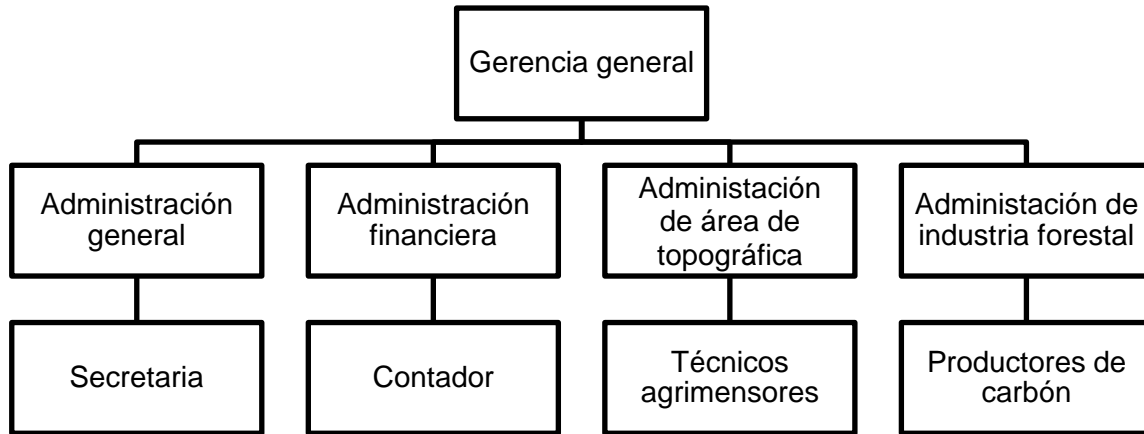 Gerencia general
Administración
general
Administración
financiera
Administación
de área de
topográfica
Administación de
industria forestal
Secretaria
Contador
Técnicos
agrimensores
Productores de
carbón